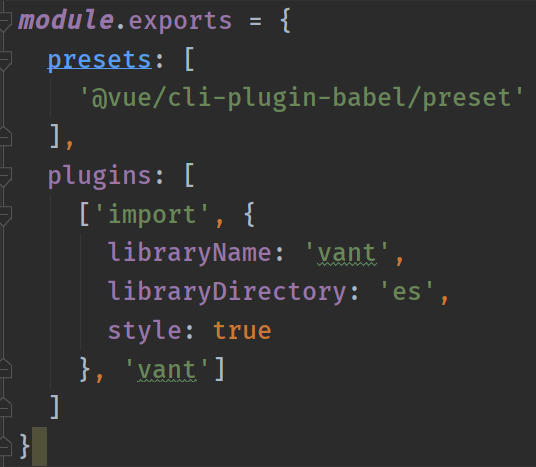 module.exports = {
  presets: [
    '@vue/cli-plugin-babel/preset'
  ],
  plugins: [
    ['import', {
      libraryName: 'vant',
      libraryDirectory: 'es',
      style: true
    }, 'vant']
  ]
}